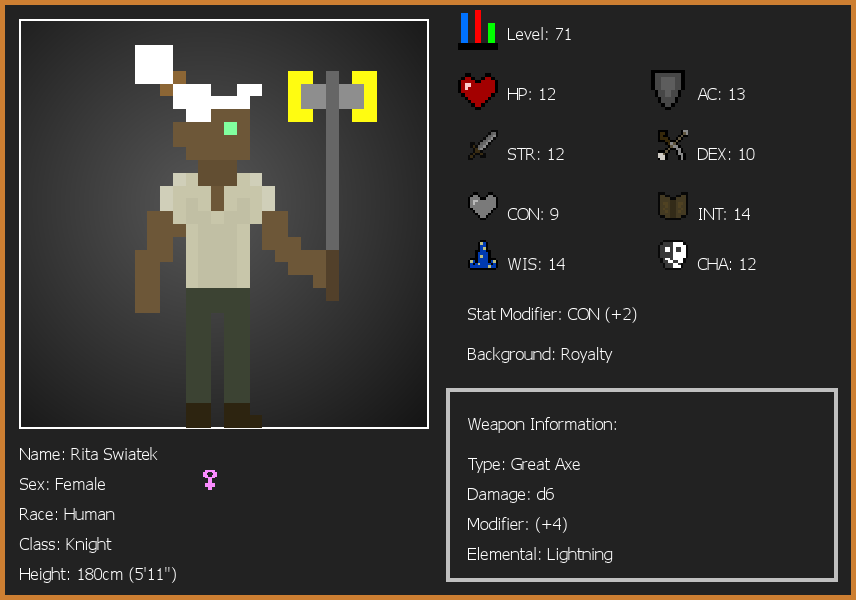 Level: 71
HP: 12
AC: 13
STR: 12
DEX: 10
CON: 9
INT: 14
WIS: 14
CHA: 12
Stat Modifier: CON (+2)
Background: Royalty
Weapon Information:
Type: Great Axe
Damage: d6
Modifier: (+4)
Elemental: Lightning
Name: Rita Swiatek
Sex: Female
Race: Human
Class: Knight
Height: 180cm (5'11")